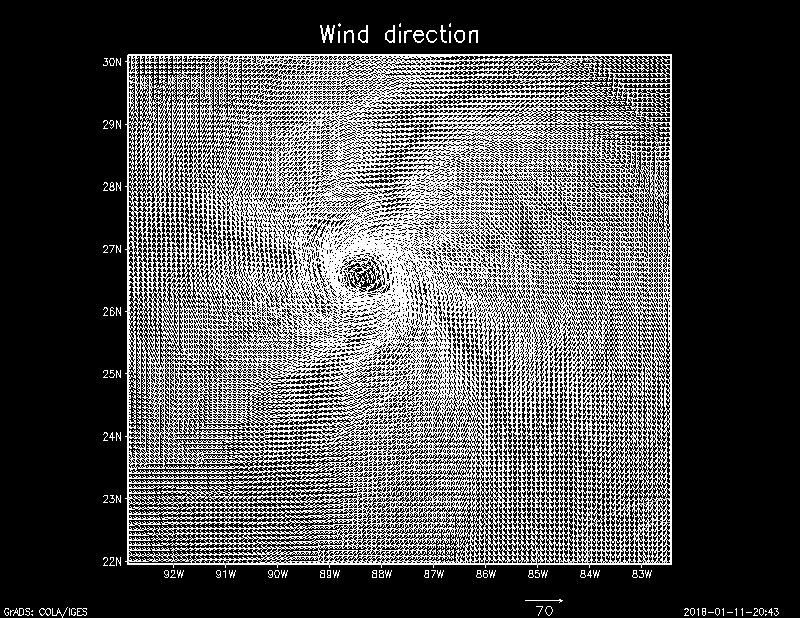 Wind direction
30N
29N
28N
27N
26N
25N
24N
23N
22N
92W 91W 90W 89W 88W 87W 86W 85W 84W 83W
70
GrADS: COLA/IGES 2018-01-11-20:43